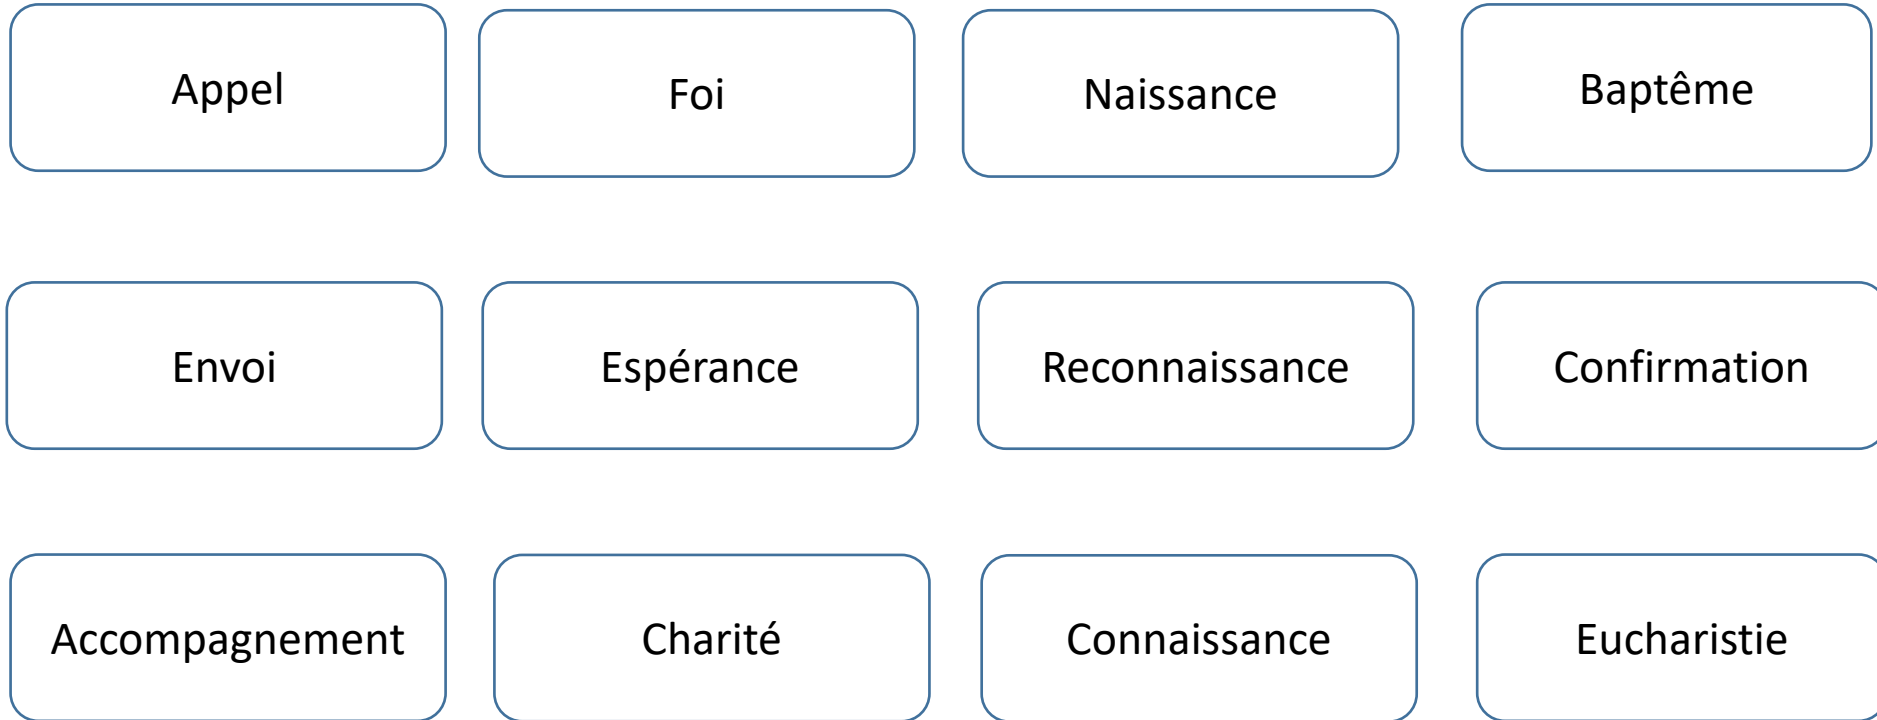 Appel
Foi
Naissance
Baptême
Envoi
Espérance
Reconnaissance
Confirmation
Accompagnement
Charité
Connaissance
Eucharistie